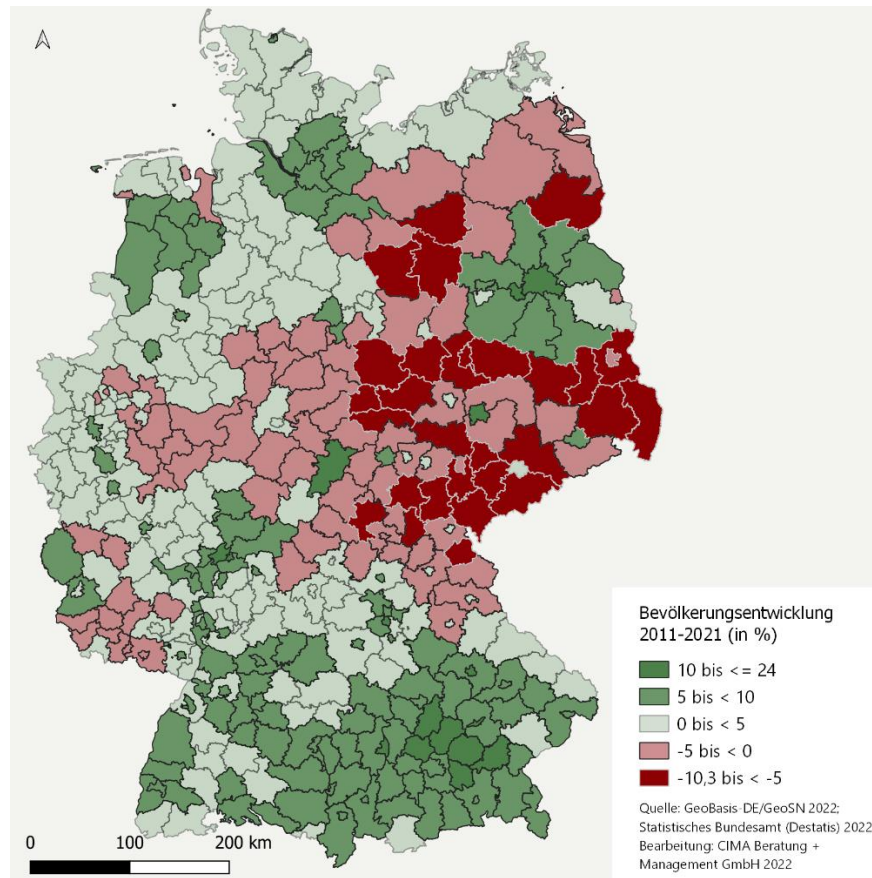 Bevölkerungsentwicklung
2011-2021 (in %)
10 bis <= 24
5 bis < 10
0 bis < 5
-5 bis < 0
-10,3 bis < -5
Quelle: GeoBasis-DE/GeoSN 2022;
Statistisches Bundesamt (Destatis) 2022
Bearbeitung: CIMA Beratung +
Management GmbH 2022
0 100 200 km